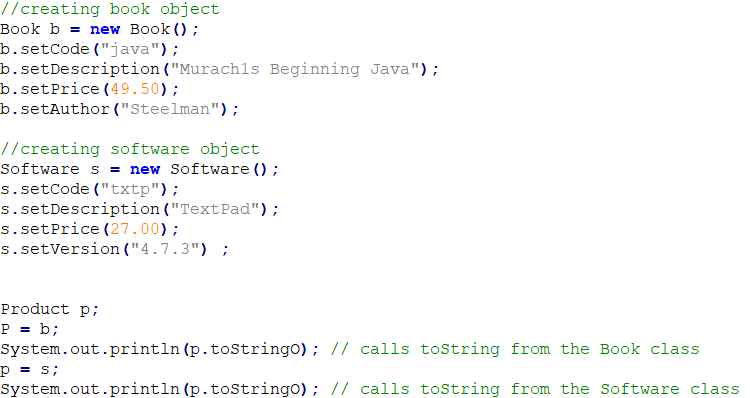 //creating book object
Book b = new Book();
b.setCode("java");
b.setDescription("Murach1s Beginning Java");
b.setPrice(49.50);
b.setAuthor("Steelman");

//creating software object
Software s = new Software();
s.setCode("txtp");
s.setDescription("TextPad");
s.setPrice(27.00);
s.setVersion("4.7.3") ;

Product p;
P = b;
System.out.println(p.toStringO); // calls toString from the Book class
p = s;
System.out.println(p.toStringO); // calls toString from the Software class